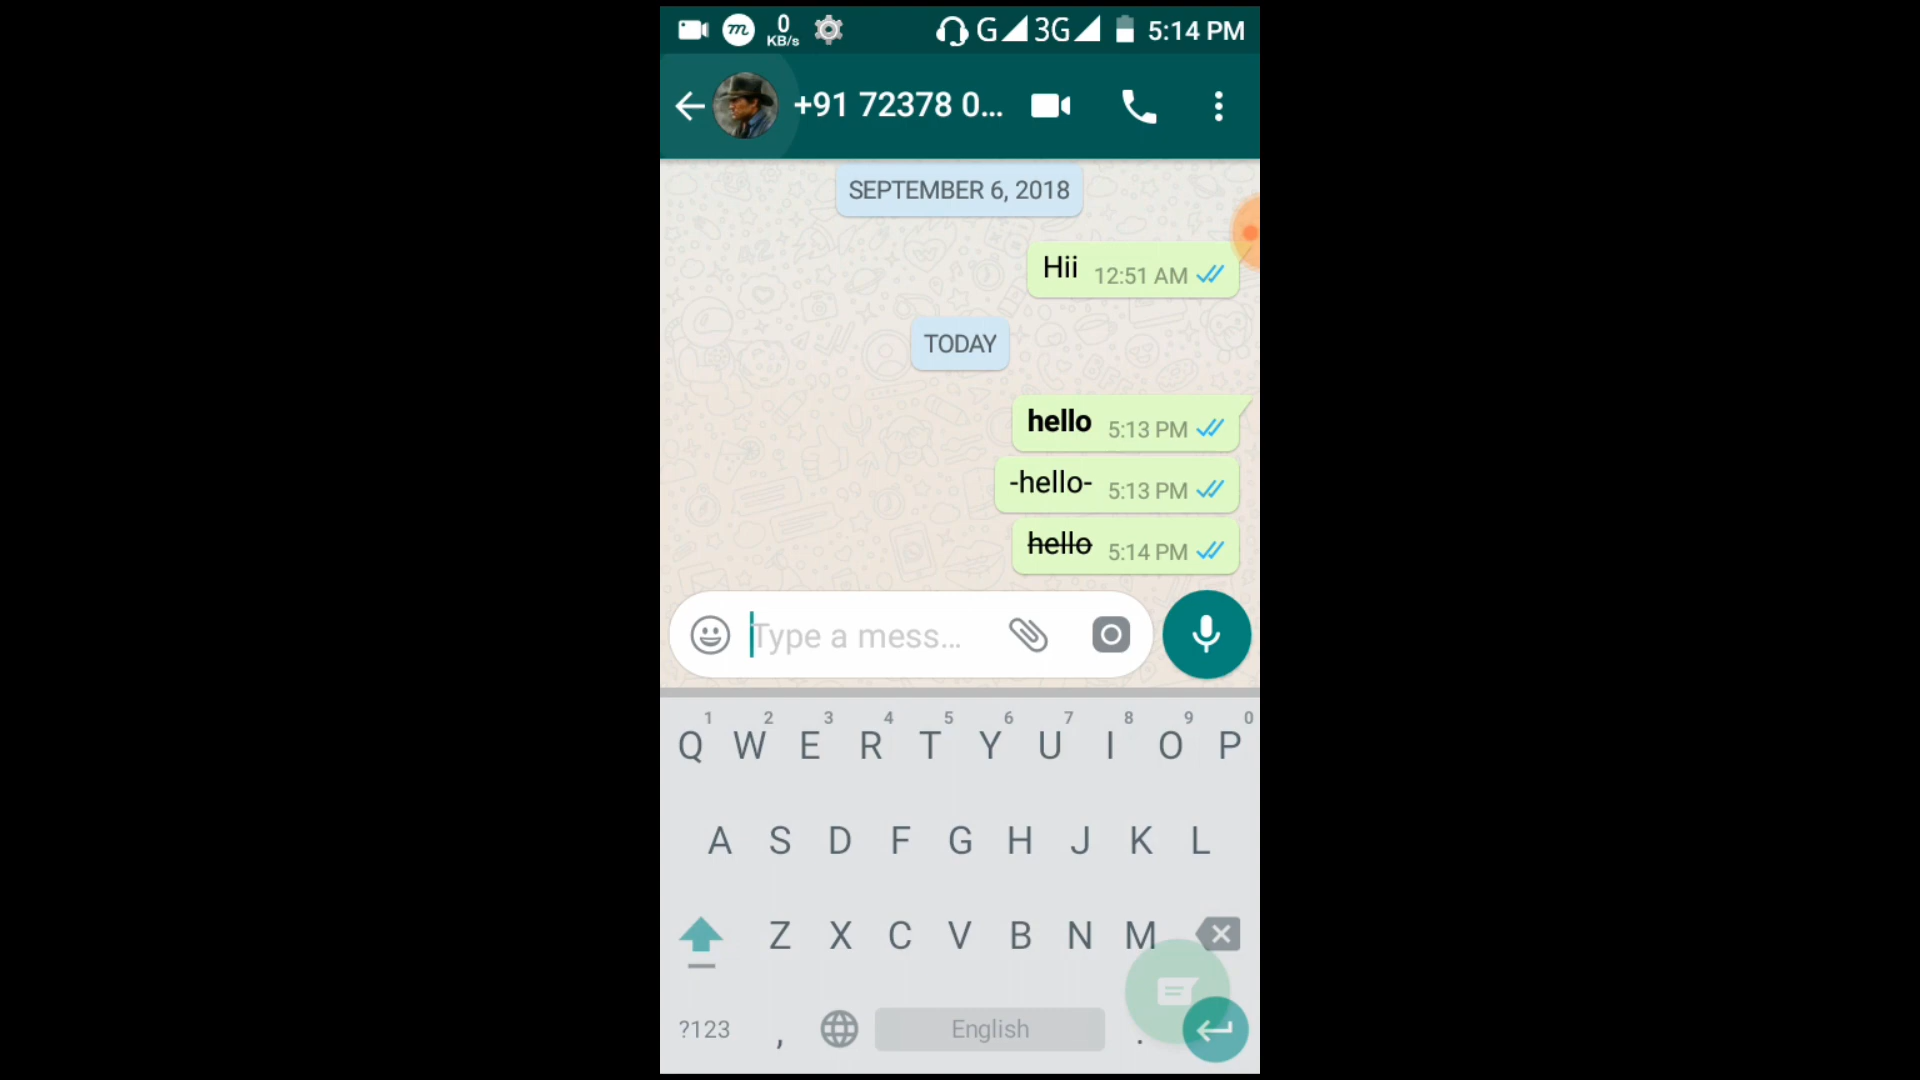 m 0 KB/s G 3G 5:14 PM
+91 72378 0...
SEPTEMBER 6, 2018
Hii 12:51 AM
TODAY
hello 5:13 PM
-hello- 5:13 PM
hello 5:14 PM
Type a mess...
1 2 3 4 5 6 7 8 9 0
Q W E R T Y U I O P
A S D F G H J K L
Z X C V B N M
?123 , English .